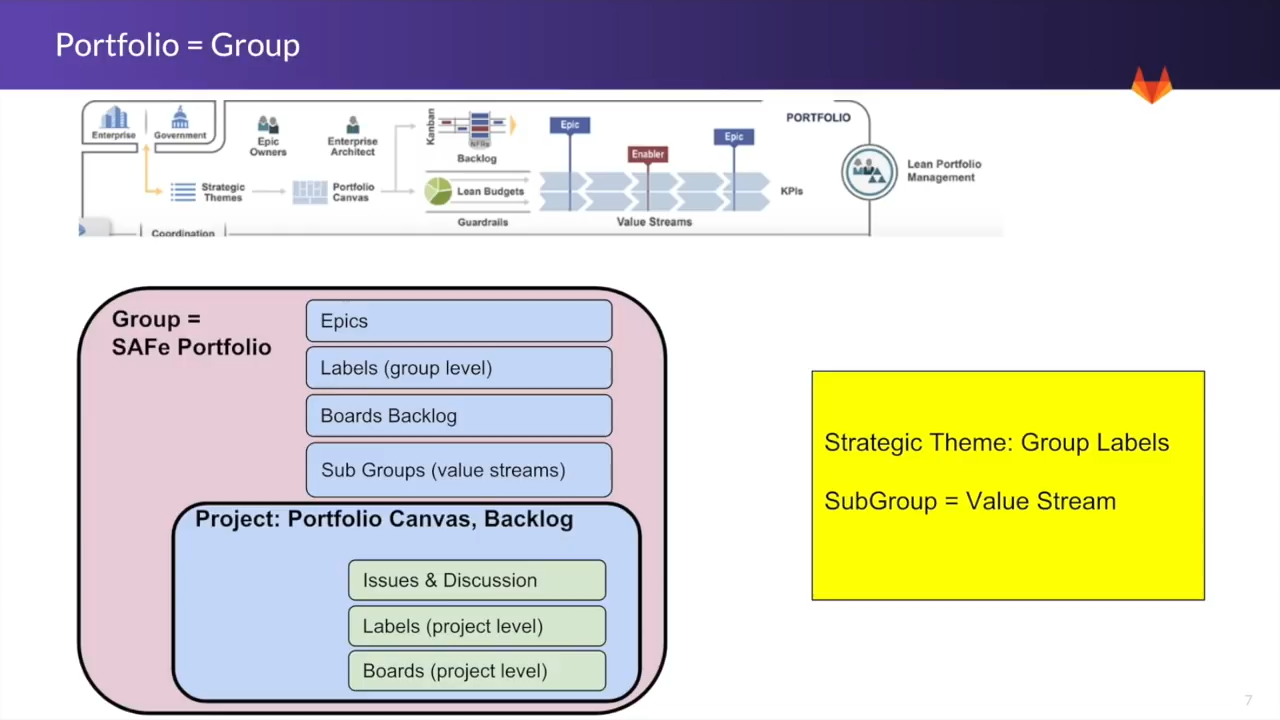 Portfolio = Group
Enterprise
Government
Epic
Owners
Enterprise
Architect
Kanban
NFRs
Backlog
Epic
Enabler
Epic
PORTFOLIO
Lean Portfolio
Management
Strategic
Themes
Portfolio
Canvas
Lean Budgets
KPIs
Guardrails
Value Streams
Coordination
Group =
SAFe Portfolio
Epics
Labels (group level)
Boards Backlog
Sub Groups (value streams)
Project: Portfolio Canvas, Backlog
Issues & Discussion
Labels (project level)
Boards (project level)
Strategic Theme: Group Labels
SubGroup = Value Stream
7